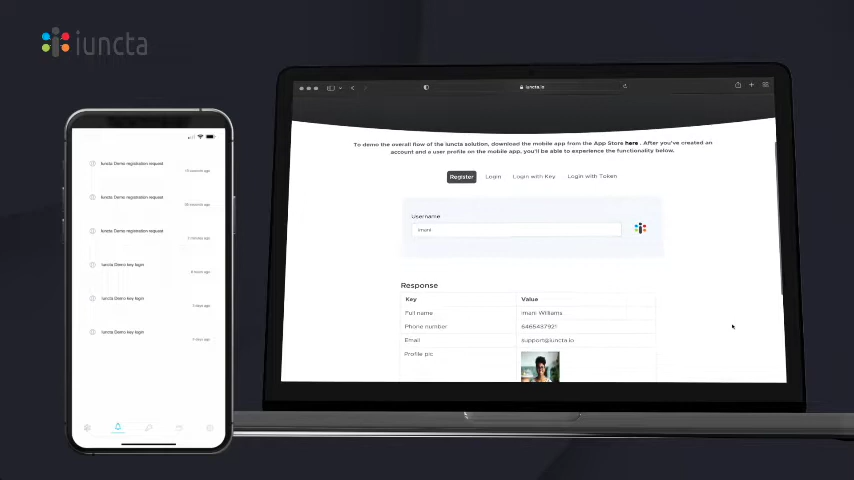 iuncta
iuncta Demo registration request
iuncta Demo registration request
iuncta Demo registration request
iuncta Demo key login
iuncta Demo key login
iuncta Demo key login
iuncta.io
To demo the overall flow of the iuncta solution, download the mobile app from the App Store here . After you've created an
account and a user profile on the mobile app, you'll be able to experience the functionality below.
Register Login Login with Key Login with Token
Username
imani
Response
Key Value
Full name Imani Williams
Phone number 6465437921
Email support@iuncta.io
Profile pic